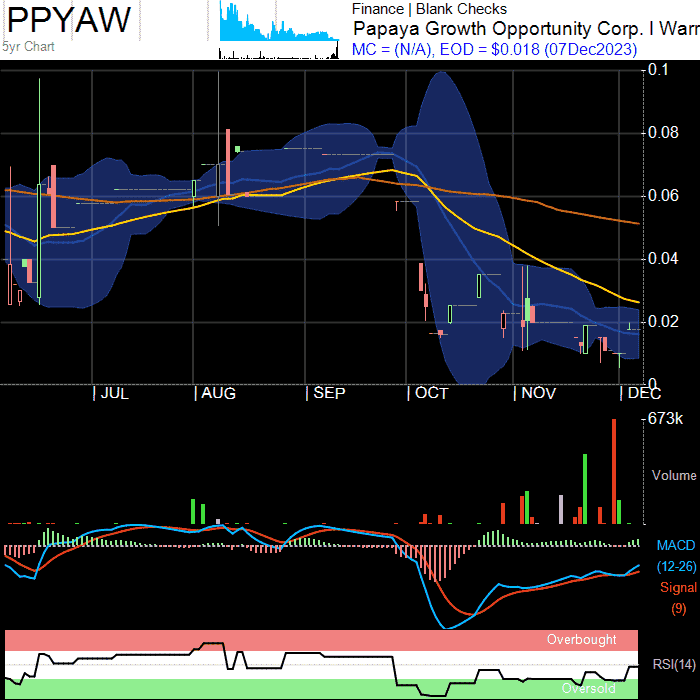 PPYAW
5yr Chart
Finance | Blank Checks
Papaya Growth Opportunity Corp. I Warr
MC = (N/A), EOD = $0.018 (07Dec2023)
0.1
0.08
0.06
0.04
0.02
0
JUL
AUG
SEP
OCT
NOV
DEC
673k
Volume
MACD
(12-26)
Signal
(9)
Overbought
RSI(14)
Oversold